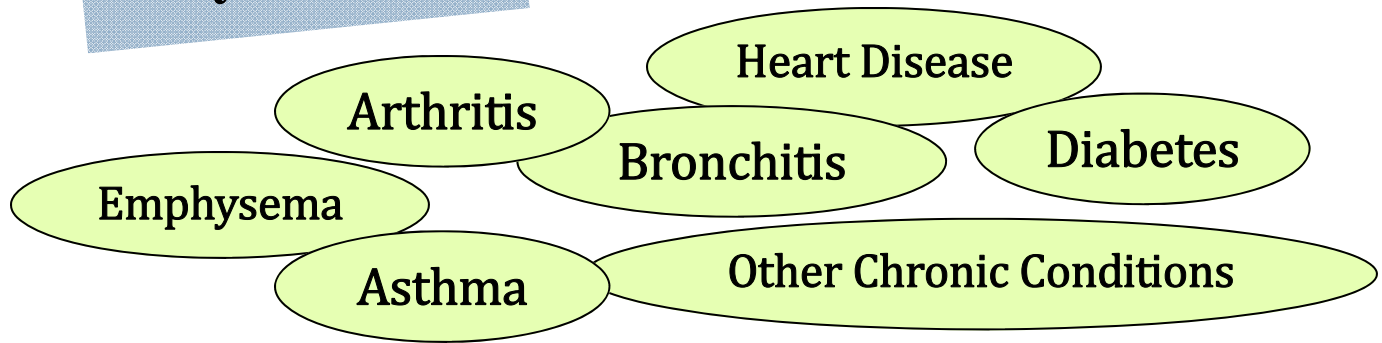 Heart Disease
Arthritis
Bronchitis
Diabetes
Emphysema
Asthma
Other Chronic Conditions